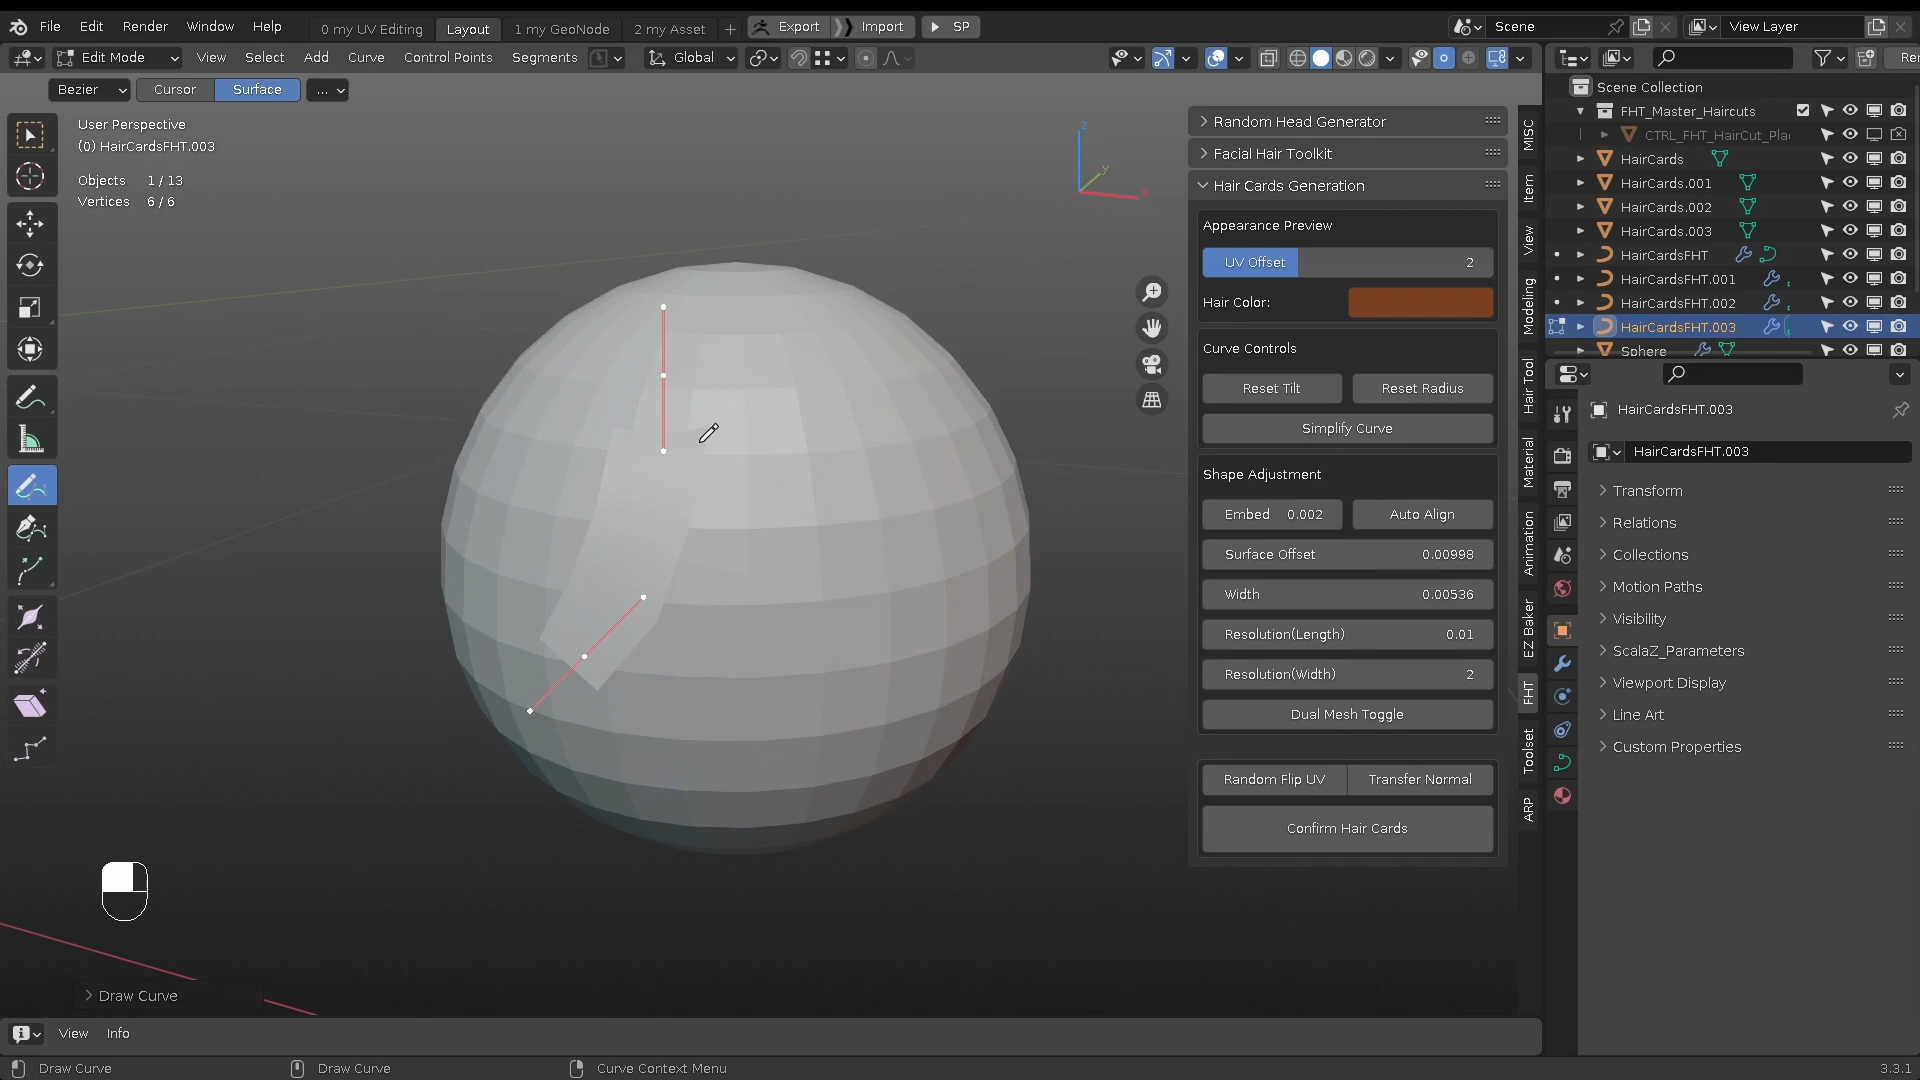 File Edit Render Window Help 0 my UV Editing Layout 1 my GeoNode 2 my Asset + Export Import SP Scene View Layer
Edit Mode View Select Add Curve Control Points Segments Global
Bezier Cursor Surface ...
User Perspective
(0) HairCardsFHT.003
Objects 1 / 13
Vertices 6 / 6
Z
Y
X
Random Head Generator
Facial Hair Toolkit
Hair Cards Generation
Appearance Preview
UV Offset 2
Hair Color:
Curve Controls
Reset Tilt Reset Radius
Simplify Curve
Shape Adjustment
Embed 0.002 Auto Align
Surface Offset 0.00998
Width 0.00536
Resolution(Length) 0.01
Resolution(Width) 2
Dual Mesh Toggle
Random Flip UV Transfer Normal
Confirm Hair Cards
MISC
Item
View
Modeling
Hair Tool
Material
Animation
EZ Baker
FHT
Toolset
ARP
Scene Collection
FHT_Master_Haircuts
HairCards
HairCards.001
HairCards.002
HairCards.003
HairCardsFHT
HairCardsFHT.001
HairCardsFHT.002
HairCardsFHT.003
Sphere
HairCardsFHT.003
HairCardsFHT.003
Transform
Relations
Collections
Motion Paths
Visibility
ScalaZ_Parameters
Viewport Display
Line Art
Custom Properties
Draw Curve
View Info
Draw Curve Draw Curve Curve Context Menu 3.3.1